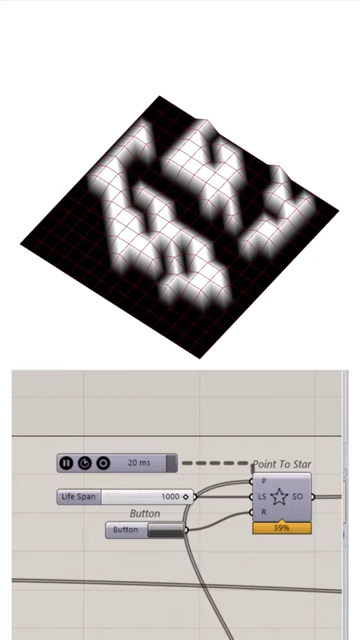 20 ms
Point To Star
P
Life Span
1000
LS
SO
Button
R
Button
39%